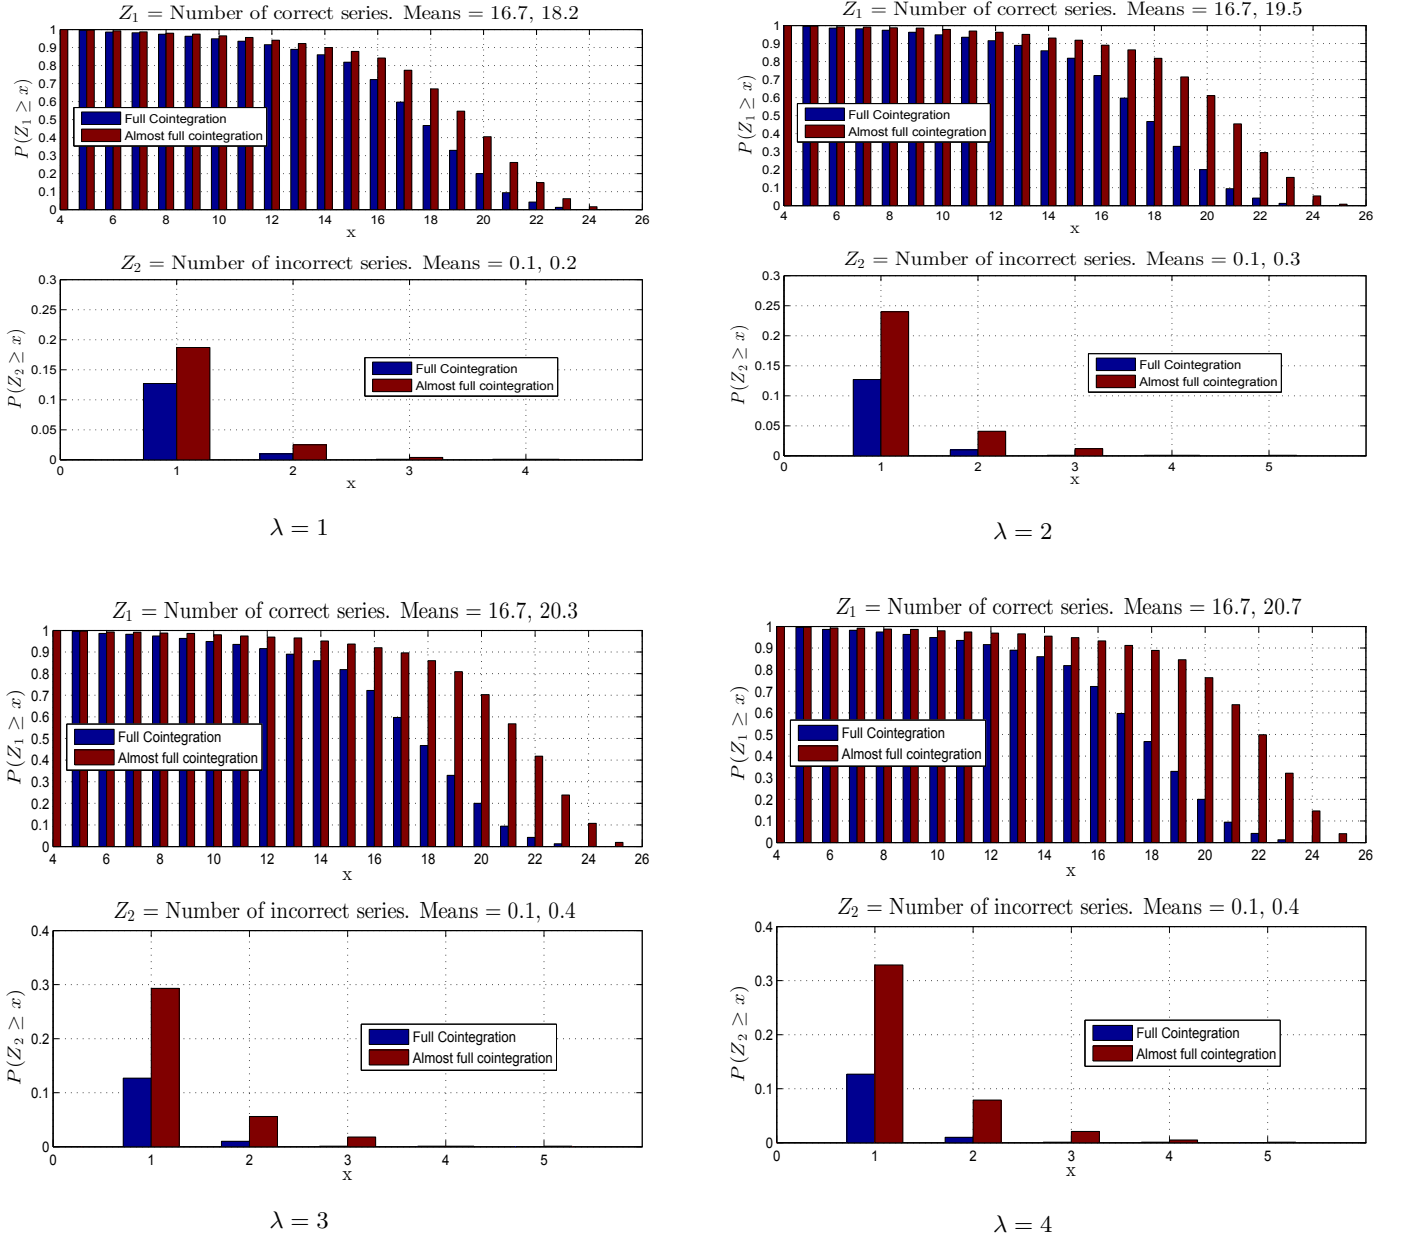 Z₁ = Number of correct series. Means = 16.7, 18.2
P(Z₁ ≥ x)
1
0.9
0.8
0.7
0.6
0.5
0.4
0.3
0.2
0.1
0
Full Cointegration
Almost full cointegration
4 6 8 10 12 14 16 18 20 22 24 26
x
Z₂ = Number of incorrect series. Means = 0.1, 0.2
P(Z₂ ≥ x)
0.3
0.25
0.2
0.15
0.1
0.05
0
Full Cointegration
Almost full cointegration
0 1 2 3 4
x
λ = 1
Z₁ = Number of correct series. Means = 16.7, 19.5
P(Z₁ ≥ x)
1
0.9
0.8
0.7
0.6
0.5
0.4
0.3
0.2
0.1
0
Full Cointegration
Almost full cointegration
4 6 8 10 12 14 16 18 20 22 24 26
x
Z₂ = Number of incorrect series. Means = 0.1, 0.3
P(Z₂ ≥ x)
0.3
0.25
0.2
0.15
0.1
0.05
0
Full Cointegration
Almost full cointegration
0 1 2 3 4 5
x
λ = 2
Z₁ = Number of correct series. Means = 16.7, 20.3
P(Z₁ ≥ x)
1
0.9
0.8
0.7
0.6
0.5
0.4
0.3
0.2
0.1
0
Full Cointegration
Almost full cointegration
4 6 8 10 12 14 16 18 20 22 24 26
x
Z₂ = Number of incorrect series. Means = 0.1, 0.4
P(Z₂ ≥ x)
0.4
0.3
0.2
0.1
0
Full Cointegration
Almost full cointegration
0 1 2 3 4 5
x
λ = 3
Z₁ = Number of correct series. Means = 16.7, 20.7
P(Z₁ ≥ x)
1
0.9
0.8
0.7
0.6
0.5
0.4
0.3
0.2
0.1
0
Full Cointegration
Almost full cointegration
4 6 8 10 12 14 16 18 20 22 24 26
x
Z₂ = Number of incorrect series. Means = 0.1, 0.4
P(Z₂ ≥ x)
0.4
0.3
0.2
0.1
0
Full Cointegration
Almost full cointegration
0 1 2 3 4 5
x
λ = 4